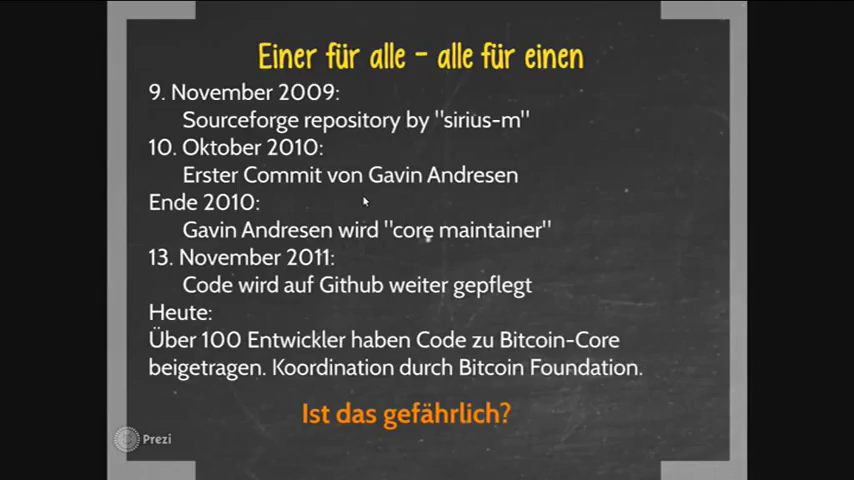 Einer für alle – alle für einen
9. November 2009:
Sourceforge repository by "sirius-m"
10. Oktober 2010:
Erster Commit von Gavin Andresen
Ende 2010:
Gavin Andresen wird "core maintainer"
13. November 2011:
Code wird auf Github weiter gepflegt
Heute:
Über 100 Entwickler haben Code zu Bitcoin-Core
beigetragen. Koordination durch Bitcoin Foundation.
Ist das gefährlich?
Prezi